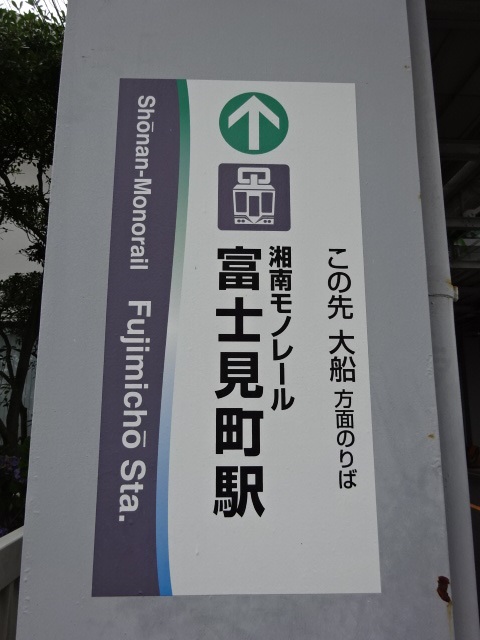 この先 大船 方面のりば
湘南モノレール
富士見町駅
Shōnan-Monorail Fujimichō Sta.